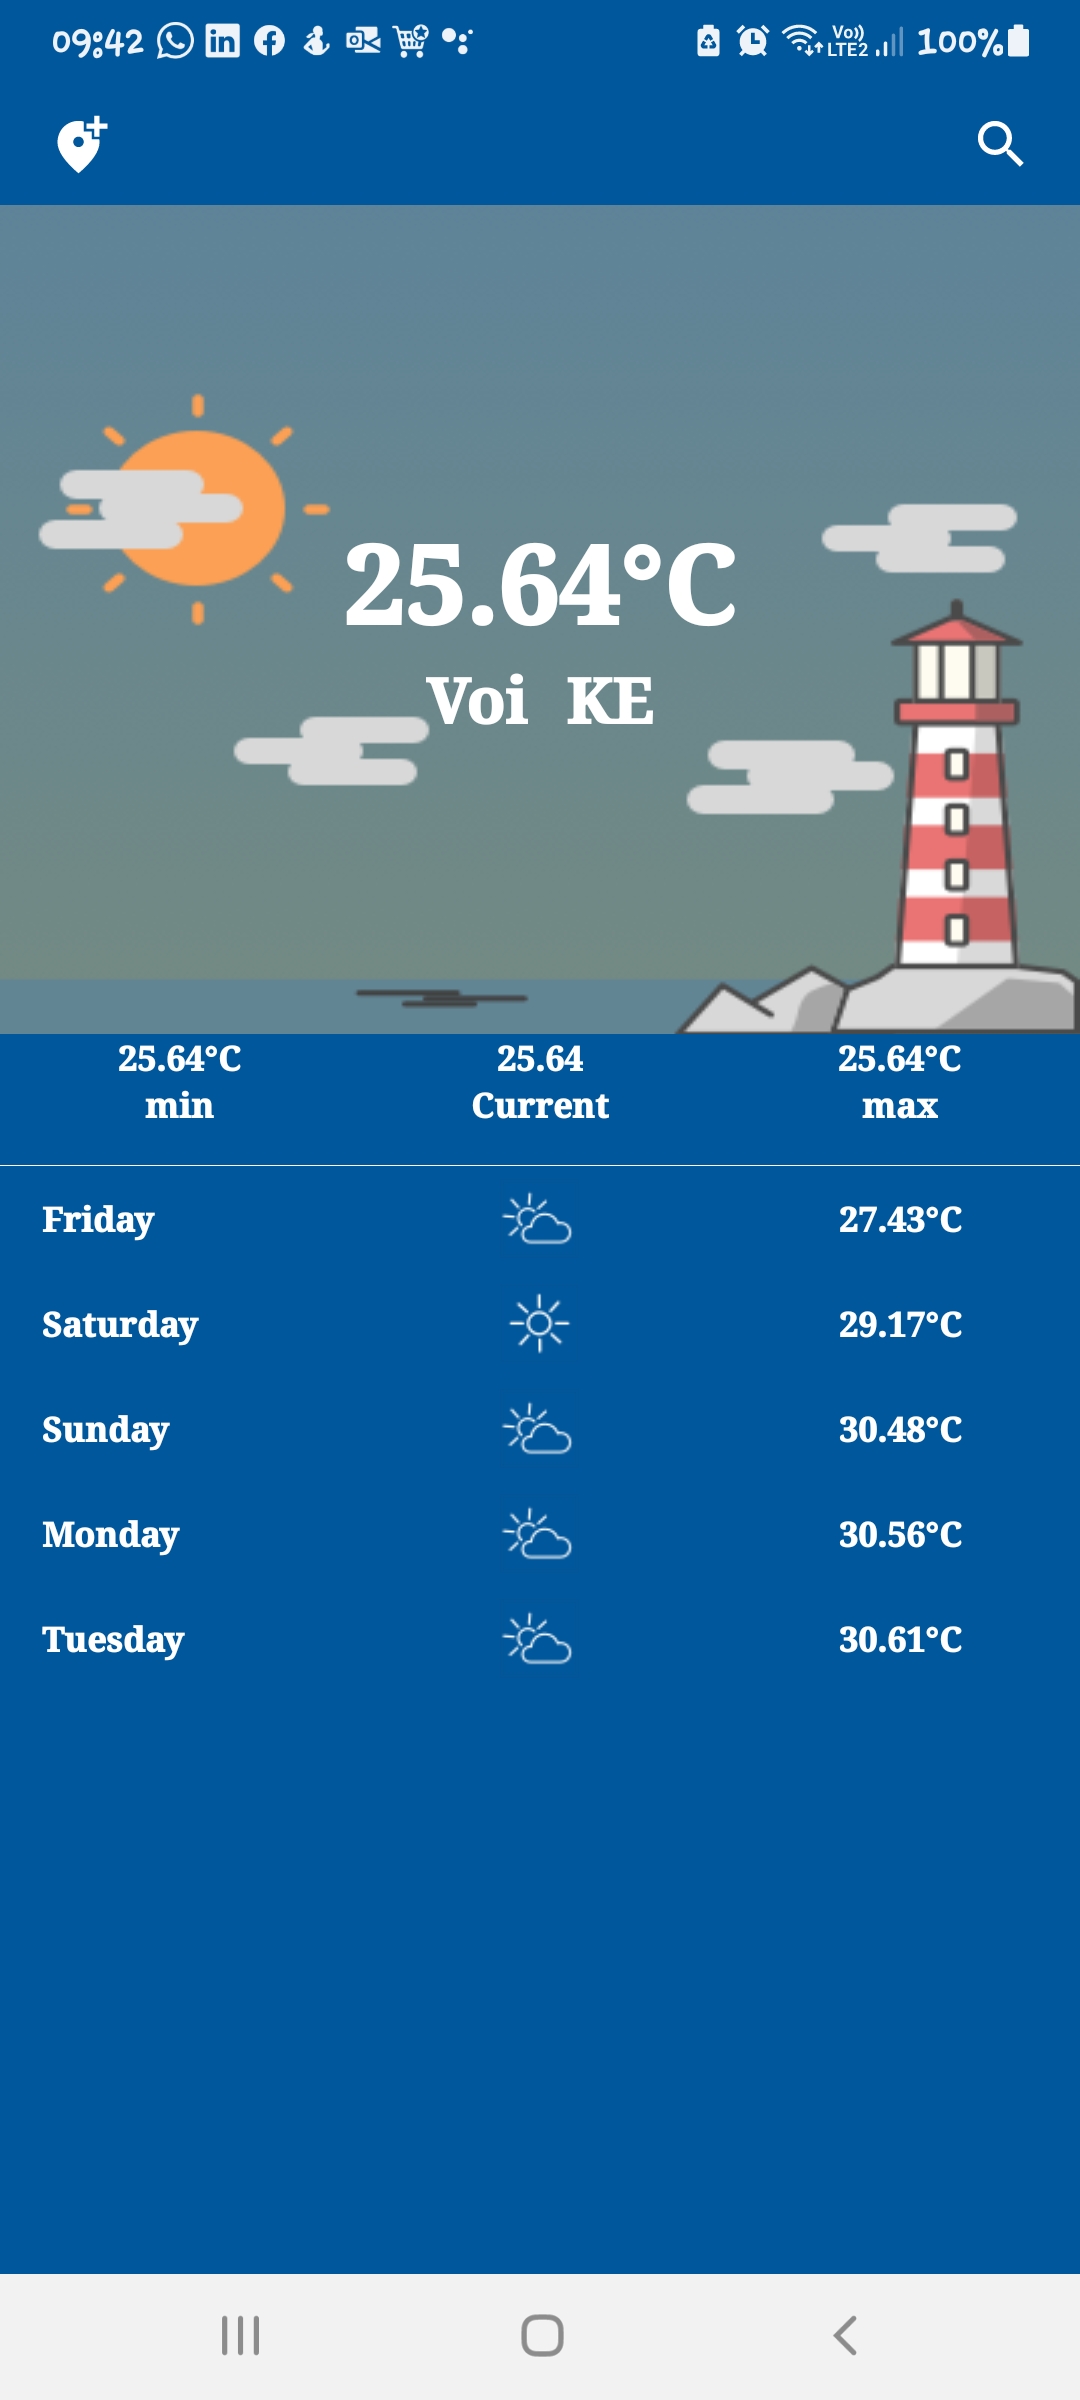 09:42 Vo)) LTE2 100%
25.64°C
Voi KE
25.64°C 25.64 25.64°C
min Current max
Friday 27.43°C
Saturday 29.17°C
Sunday 30.48°C
Monday 30.56°C
Tuesday 30.61°C